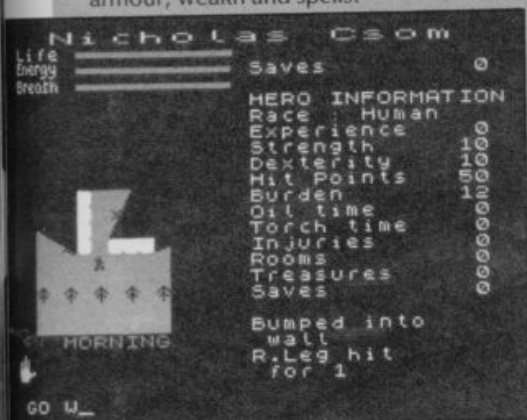 armour, wealth and spells.
Nicholas Csom
Life
Energy
Breath
Saves 0
HERO INFORMATION
Race : Human
Experience 0
Strength 10
Dexterity 10
Hit Points 50
Burden 12
Oil time 0
Torch time 0
Injuries 0
Rooms 0
Treasures 0
Saves 0
Bumped into
wall
R.Leg hit
for 1
MORNING
GO W_